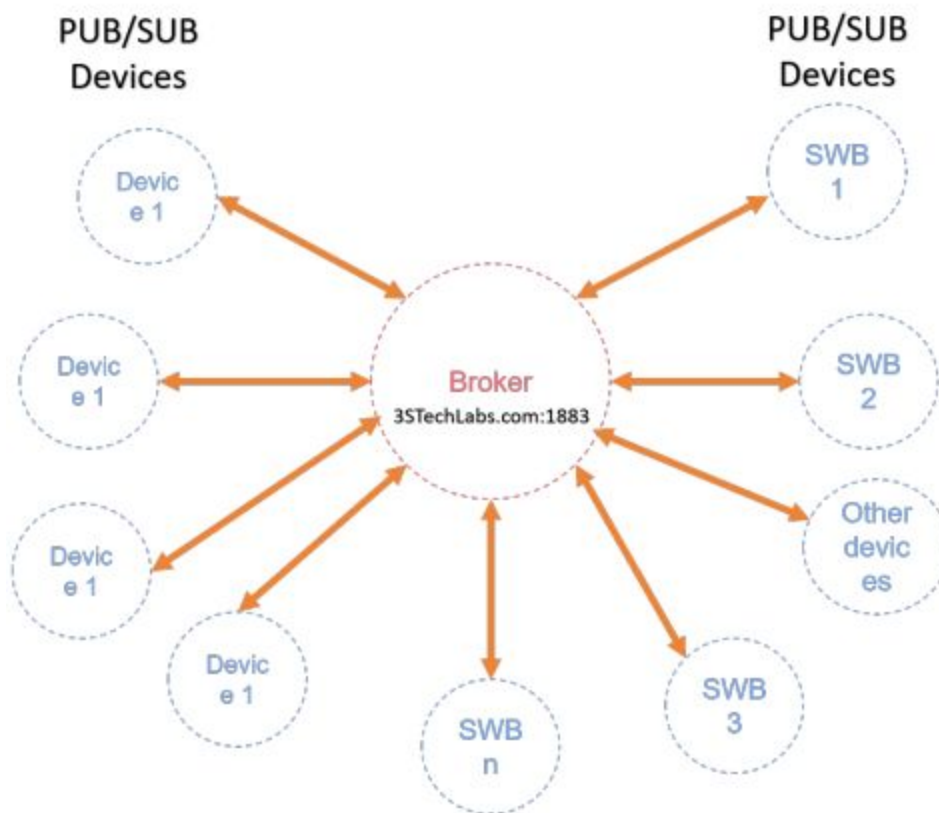 PUB/SUB
Devices
PUB/SUB
Devices
Devic
e 1
SWB
1
Devic
e 1
Broker
3STechLabs.com:1883
SWB
2
Devic
e 1
Other
devic
es
Devic
e 1
SWB
n
SWB
3